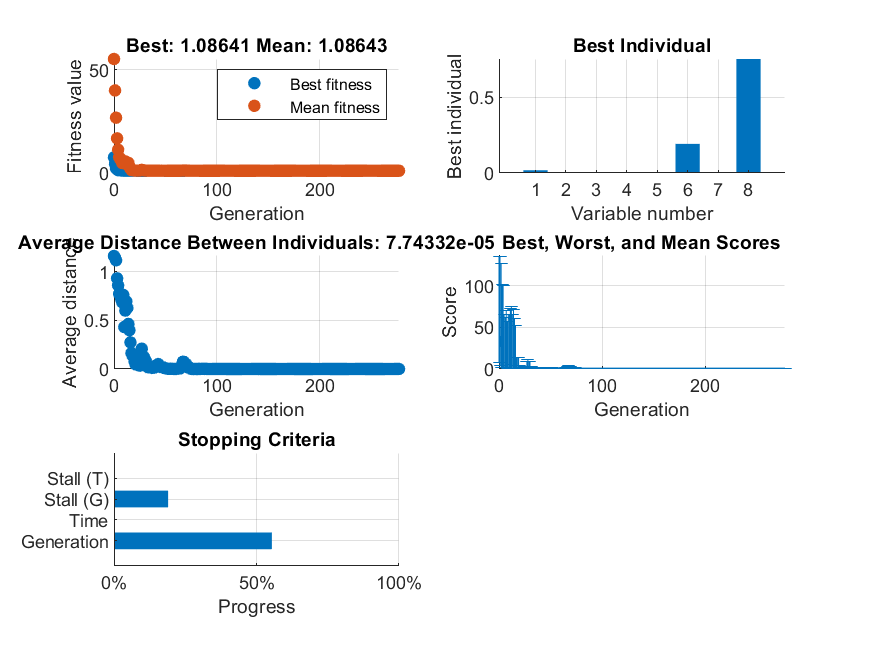 Best: 1.08641 Mean: 1.08643
Fitness value
50
0
Best fitness
Mean fitness
0 100 200
Generation
Best Individual
Best individual
0.5
0
1 2 3 4 5 6 7 8
Variable number
Average Distance Between Individuals: 7.74332e-05
Average distance
1
0.5
0
0 100 200
Generation
Best, Worst, and Mean Scores
Score
100
50
0
0 100 200
Generation
Stopping Criteria
Stall (T)
Stall (G)
Time
Generation
0% 50% 100%
Progress